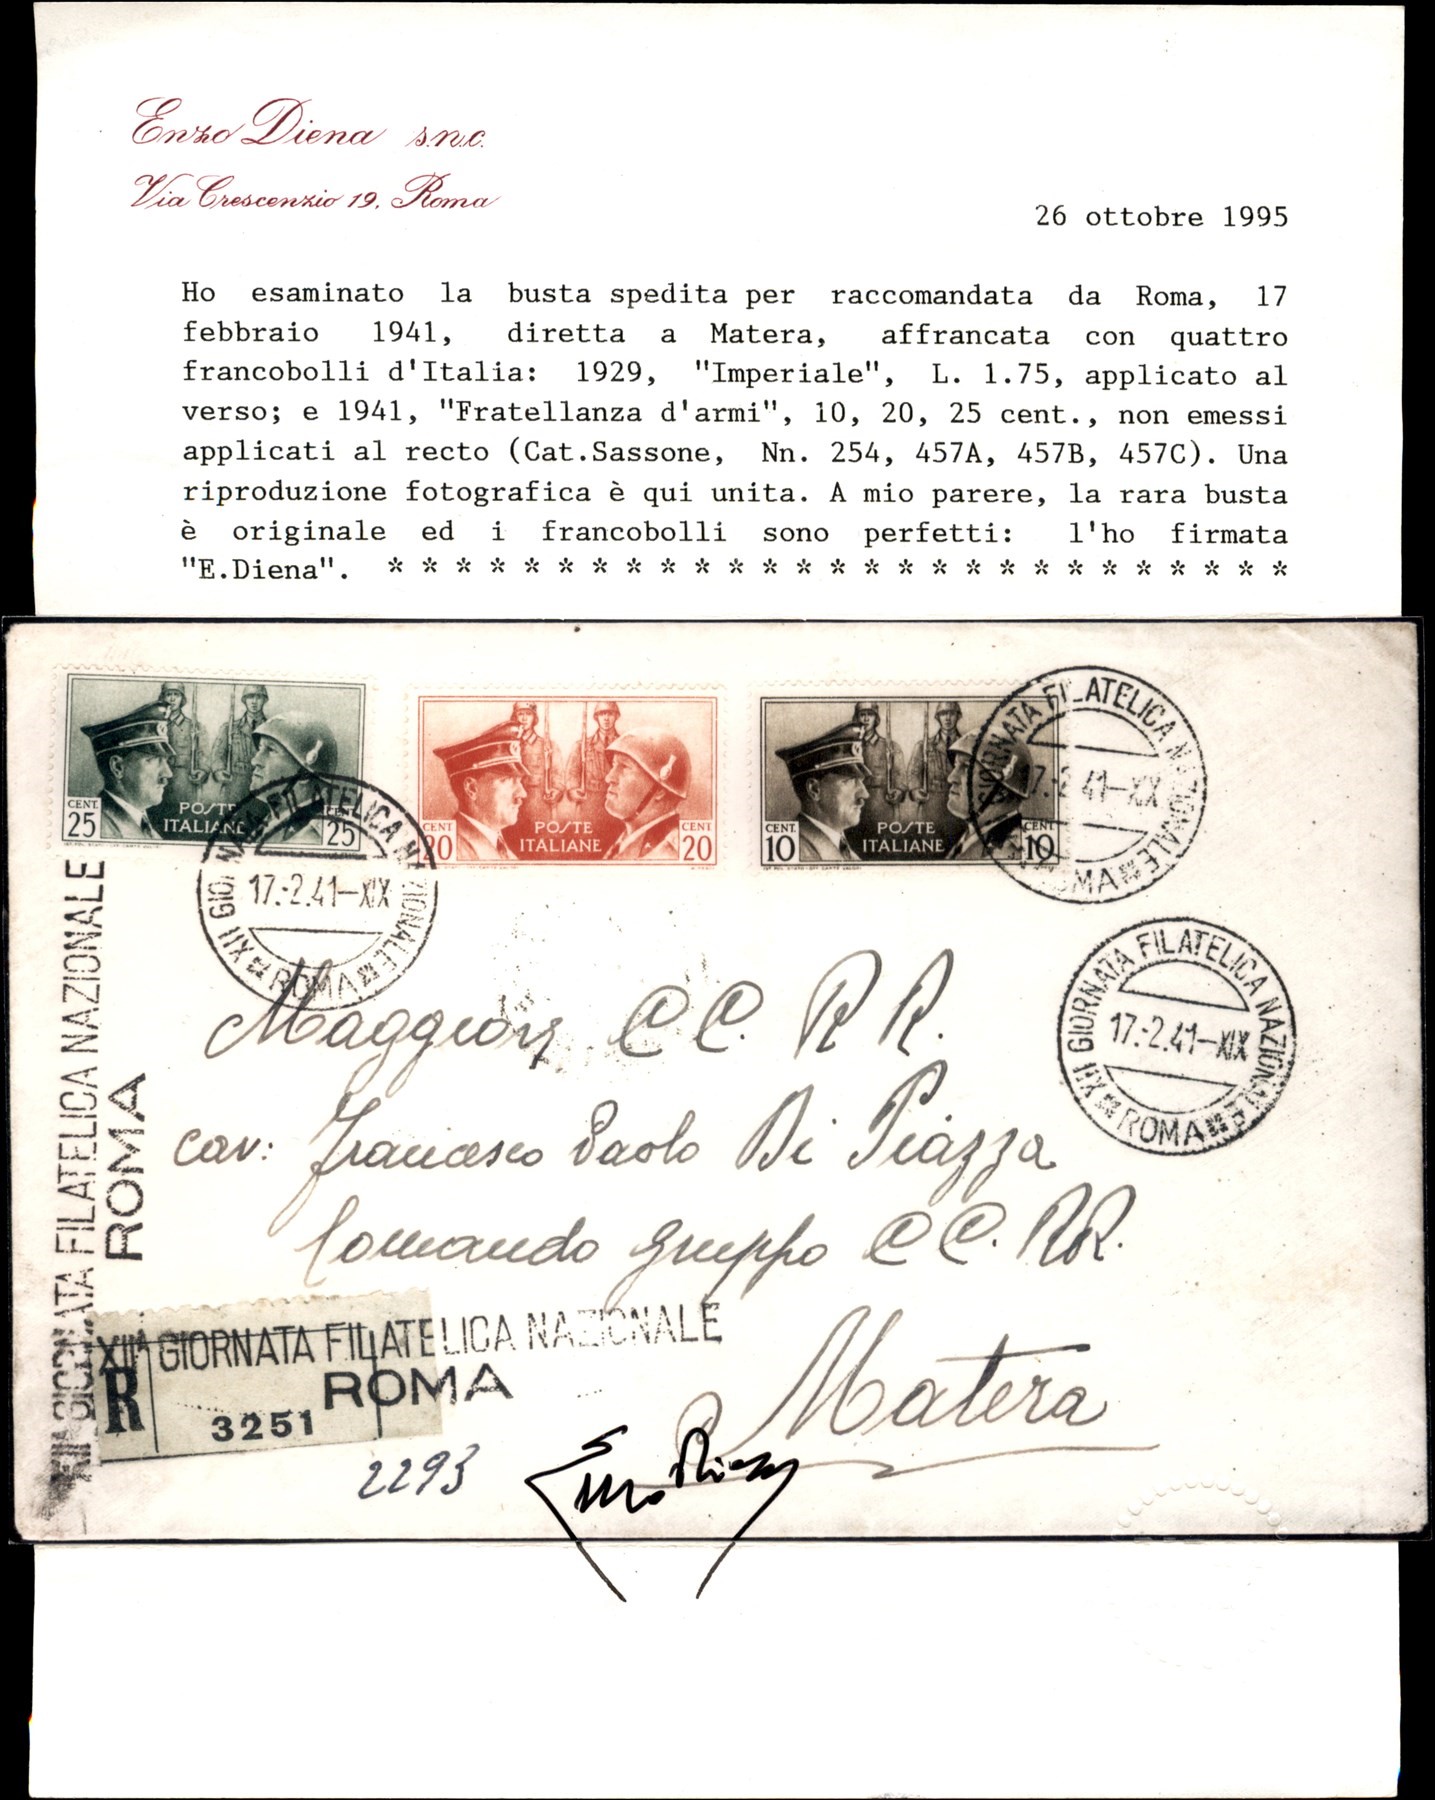 Enzo Diena s.n.c.
Via Crescenzio 19, Roma
26 ottobre 1995
Ho esaminato la busta spedita per raccomandata da Roma, 17
febbraio 1941, diretta a Matera, affrancata con quattro
francobolli d'Italia: 1929, "Imperiale", L. 1.75, applicato al
verso; e 1941, "Fratellanza d'armi", 10, 20, 25 cent., non emessi
applicati al recto (Cat.Sassone, Nn. 254, 457A, 457B, 457C). Una
riproduzione fotografica è qui unita. A mio parere, la rara busta
è originale ed i francobolli sono perfetti: l'ho firmata
"E.Diena". * * * * * * * * * * * * * * * * * * * * * * * * * * *
CENT. 25
POSTE
ITALIANE
CENT. 25
CENT 20
POSTE
ITALIANE
CENT 20
CENT. 10
POSTE
ITALIANE
CENT. 10
XII GIORNATA FILATELICA NAZIONALE
17.-2.41-XIX
ROMA
XII GIORNATA FILATELICA NAZIONALE
17.-2.41-XIX
ROMA
XII GIORNATA FILATELICA NAZIONALE
17.-2.41-XIX
ROMA
XIIª GIORNATA FILATELICA NAZIONALE
ROMA
Maggiore CC. RR.
cav: Francesco Paolo Di Piazza
Comando gruppo CC. RR.
Matera
XIIª GIORNATA FILATELICA NAZIONALE
ROMA
R
3251
2293
Enzo Diena